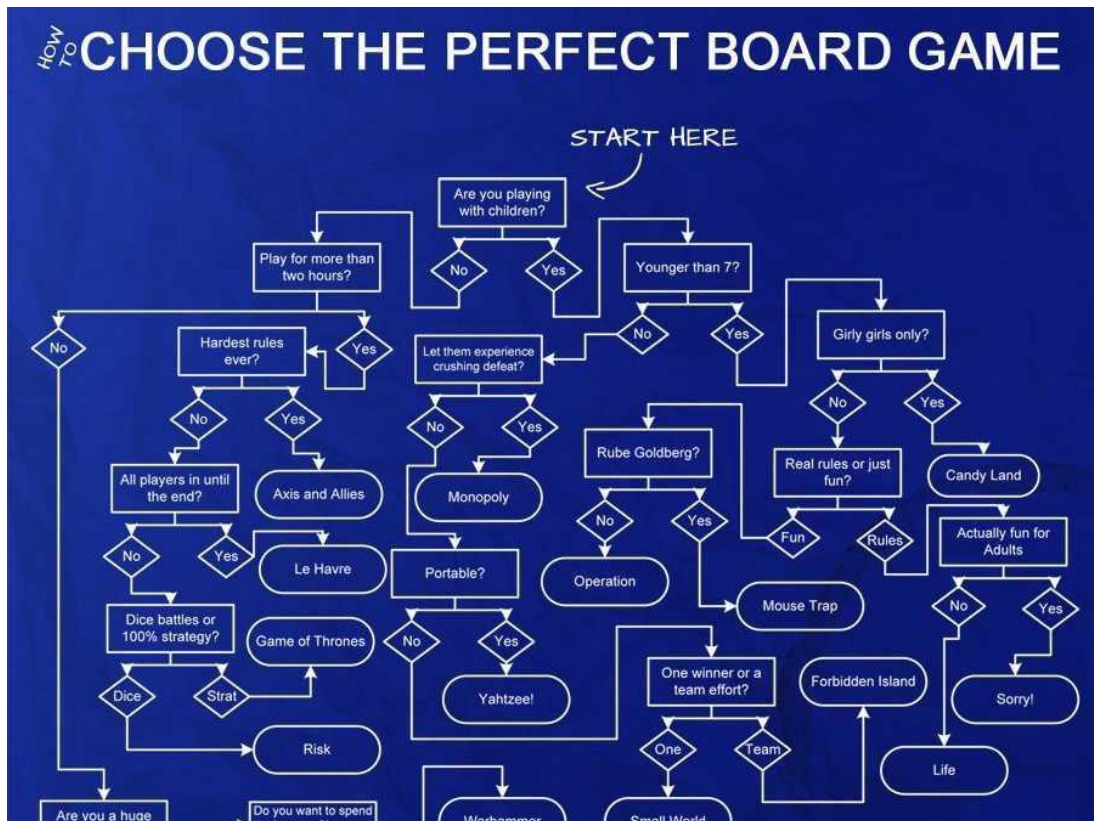 HOW TO
CHOOSE THE PERFECT BOARD GAME
START HERE
Are you playing
with children?
No
Yes
Play for more than
two hours?
Younger than 7?
No
Yes
No
Yes
Hardest rules
ever?
Let them experience
crushing defeat?
Girly girls only?
No
Yes
No
Yes
No
Yes
All players in until
the end?
Axis and Allies
Monopoly
Rube Goldberg?
Real rules or just
fun?
Candy Land
No
Yes
No
Yes
Fun
Rules
Actually fun for
Adults
Le Havre
Portable?
Operation
Mouse Trap
No
Yes
Dice battles or
100% strategy?
Game of Thrones
No
Yes
One winner or a
team effort?
Forbidden Island
Dice
Strat
Yahtzee!
Sorry!
Risk
One
Team
Life
Are you a huge
Do you want to spend
Warhammer
Small World